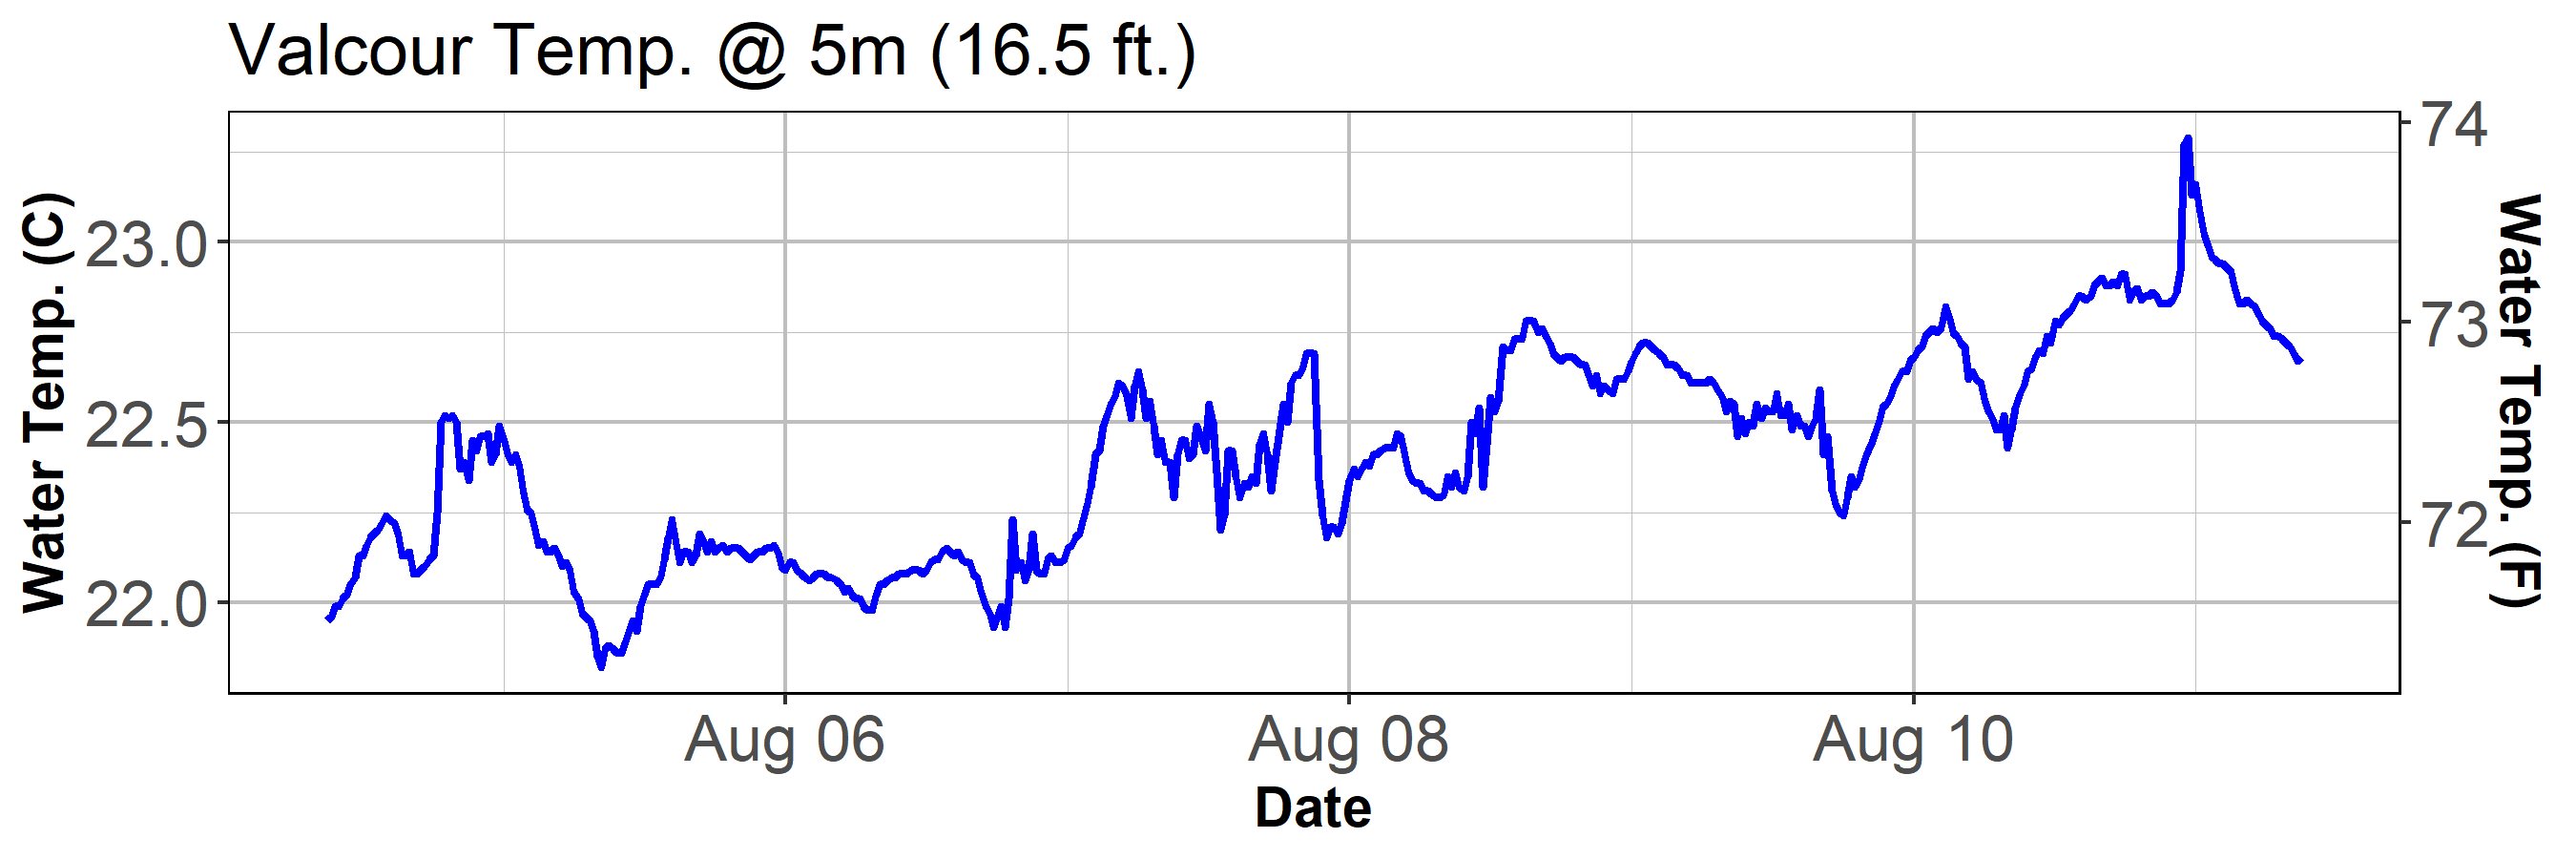 Valcour Temp. @ 5m (16.5 ft.)
Water Temp. (C)
23.0
22.5
22.0
74
73
72
Water Temp. (F)
Aug 06
Aug 08
Aug 10
Date